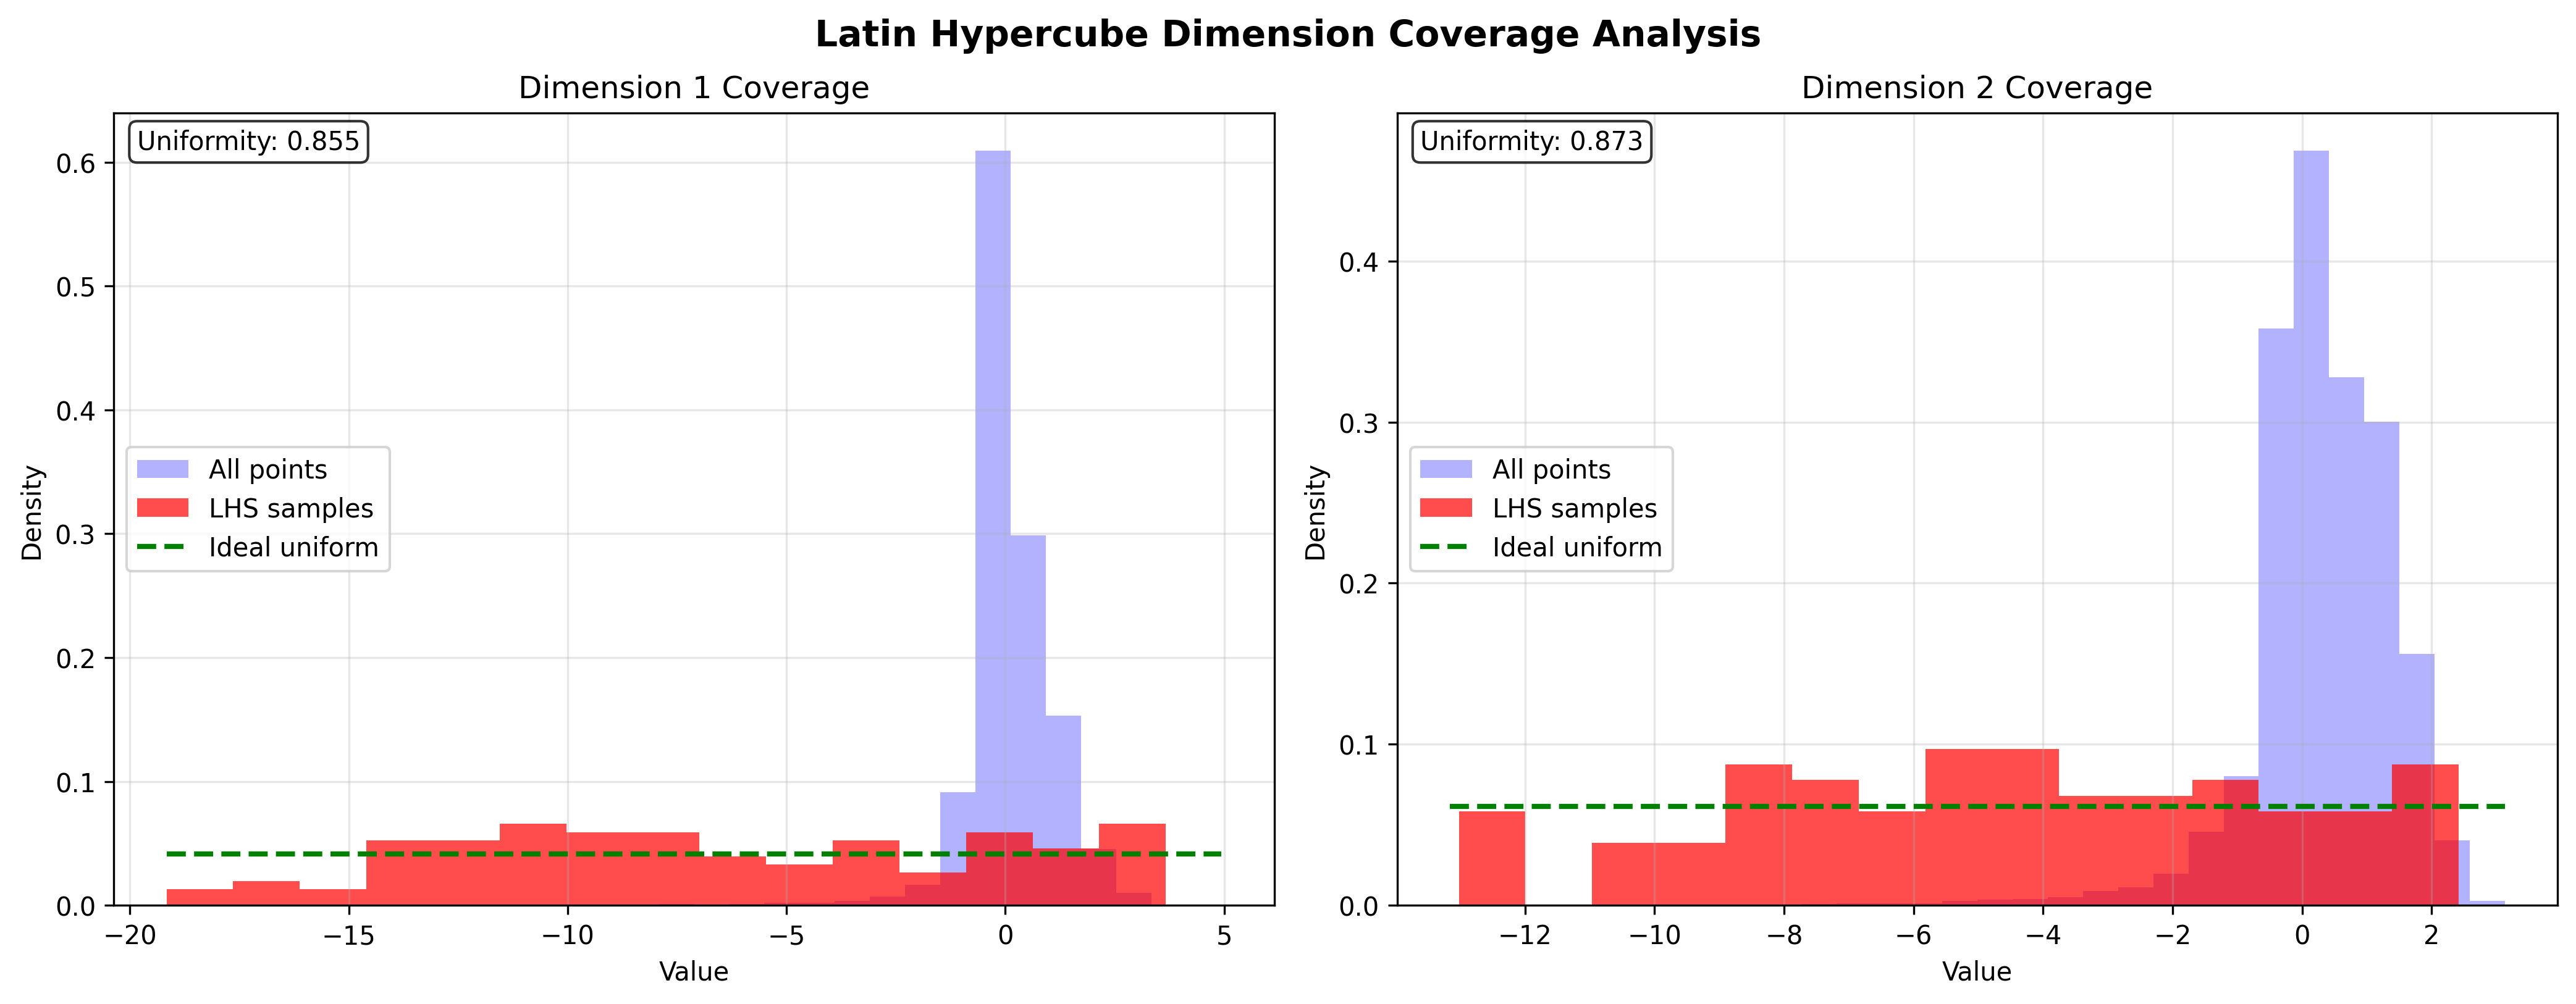 Latin Hypercube Dimension Coverage Analysis
Dimension 1 Coverage
Uniformity: 0.855
0.6
0.5
0.4
0.3
0.2
0.1
0.0
Density
All points
LHS samples
Ideal uniform
−20 −15 −10 −5 0 5
Value
Dimension 2 Coverage
Uniformity: 0.873
0.4
0.3
0.2
0.1
0.0
Density
All points
LHS samples
Ideal uniform
−12 −10 −8 −6 −4 −2 0 2
Value